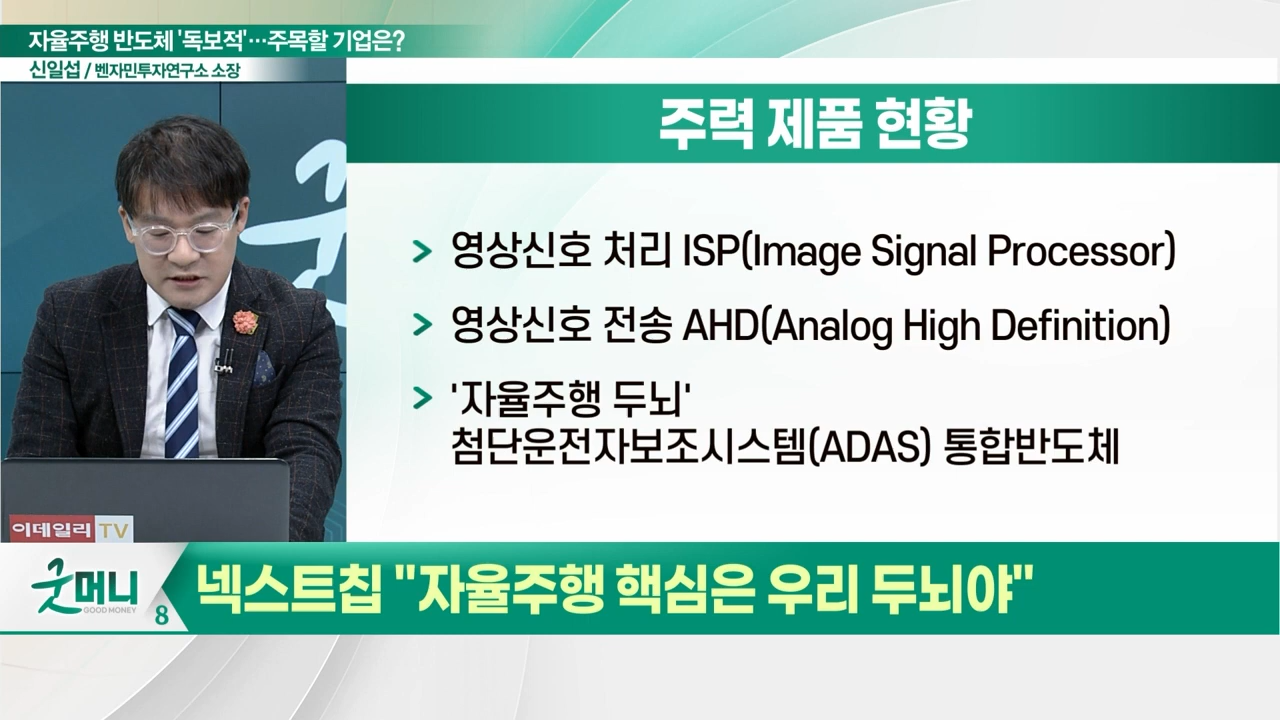 자율주행 반도체 '독보적'…주목할 기업은?
신일섭 / 벤자민투자연구소 소장
주력 제품 현황
> 영상신호 처리 ISP(Image Signal Processor)
> 영상신호 전송 AHD(Analog High Definition)
> '자율주행 두뇌'
첨단운전자보조시스템(ADAS) 통합반도체
이데일리 TV
굿머니
GOOD MONEY
8
넥스트칩 "자율주행 핵심은 우리 두뇌야"